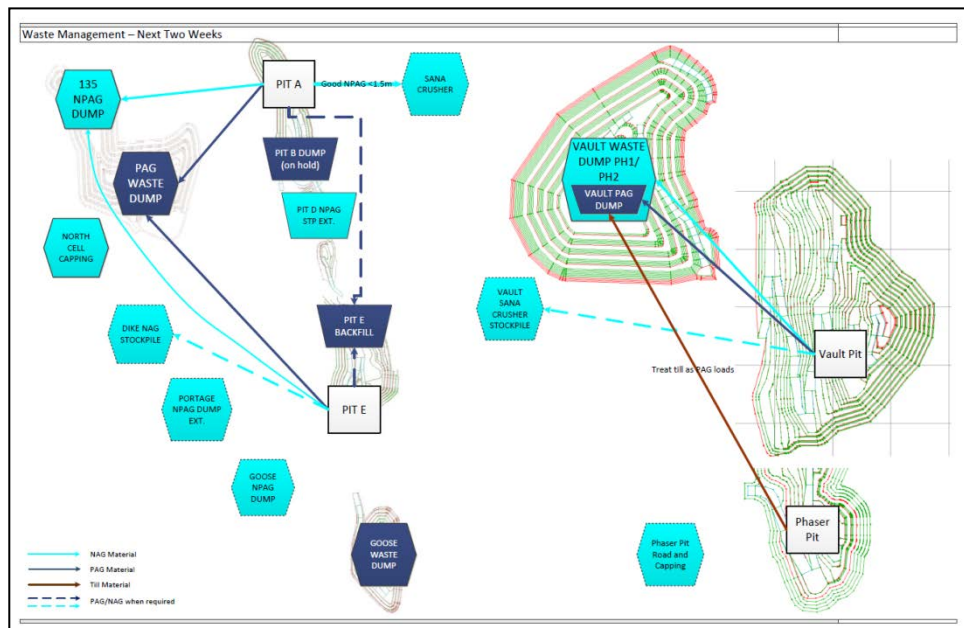 Waste Management – Next Two Weeks
135
NPAG
DUMP
PIT A
Good NPAG <1.5m
SANA
CRUSHER
PAG
WASTE
DUMP
PIT B DUMP
(on hold)
PIT D NPAG
STP EXT.
NORTH
CELL
CAPPING
PIT E
BACKFILL
DIKE NAG
STOCKPILE
PORTAGE
NPAG DUMP
EXT.
PIT E
GOOSE
NPAG
DUMP
GOOSE
WASTE
DUMP
VAULT WASTE
DUMP PH1/
PH2
VAULT PAG
DUMP
VAULT
SANA
CRUSHER
STOCKPILE
Vault Pit
Treat till as PAG loads
Phaser
Pit
Phaser Pit
Road and
Capping
NAG Material
PAG Material
Till Material
PAG/NAG when required